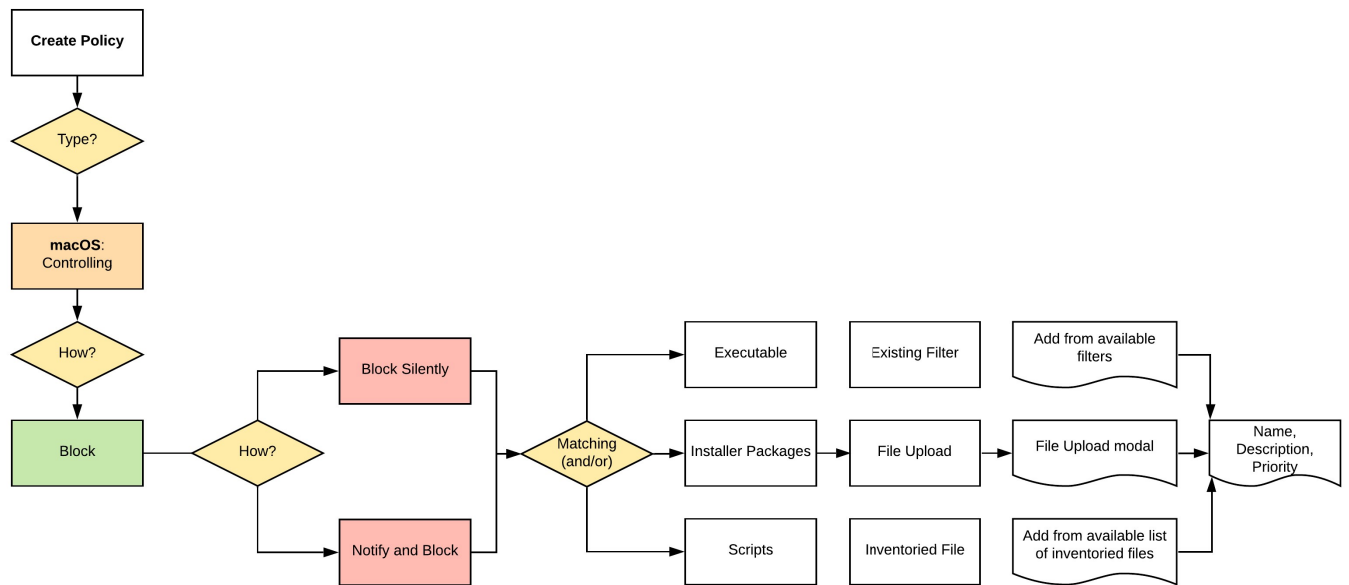 Create Policy
Type?
macOS:
Controlling
How?
Block
How?
Block Silently
Notify and Block
Matching
(and/or)
Executable
Existing Filter
Add from available
filters
Installer Packages
File Upload
File Upload modal
Name,
Description,
Priority
Scripts
Inventoried File
Add from available list
of inventoried files